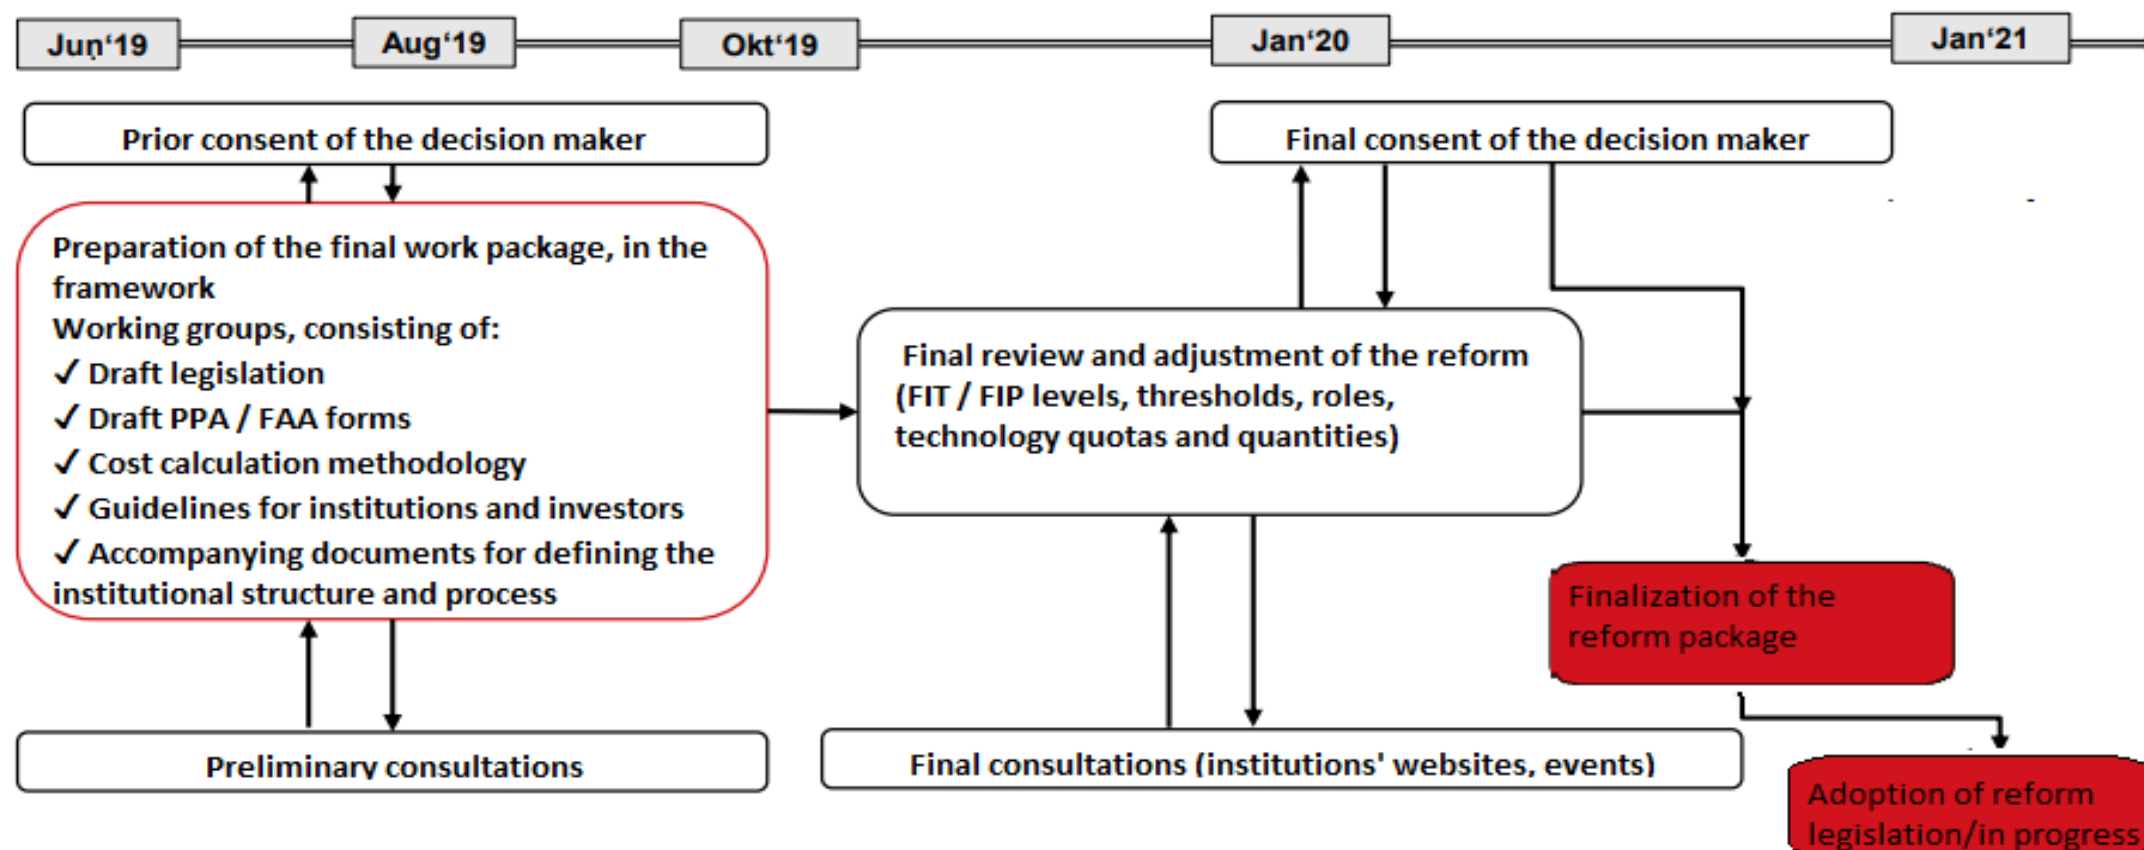 Juṇ‘19
Aug‘19
Okt‘19
Jan‘20
Jan‘21
Prior consent of the decision maker
Final consent of the decision maker
Preparation of the final work package, in the
framework
Working groups, consisting of:
✓ Draft legislation
✓ Draft PPA / FAA forms
✓ Cost calculation methodology
✓ Guidelines for institutions and investors
✓ Accompanying documents for defining the
institutional structure and process
Final review and adjustment of the reform
(FIT / FIP levels, thresholds, roles,
technology quotas and quantities)
Finalization of the
reform package
Preliminary consultations
Final consultations (institutions' websites, events)
Adoption of reform
legislation/in progress